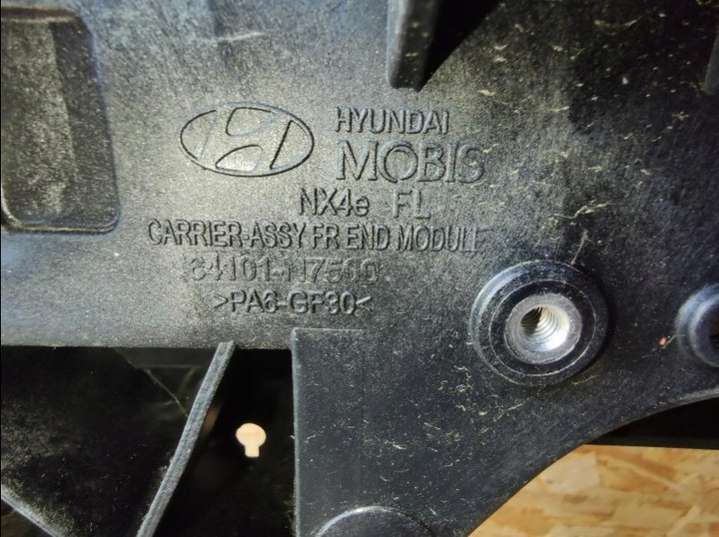 HYUNDAI
MOBIS
NX4e FL
CARRIER-ASSY FR END MODULE
64101-N7500
>PA6-GF30<